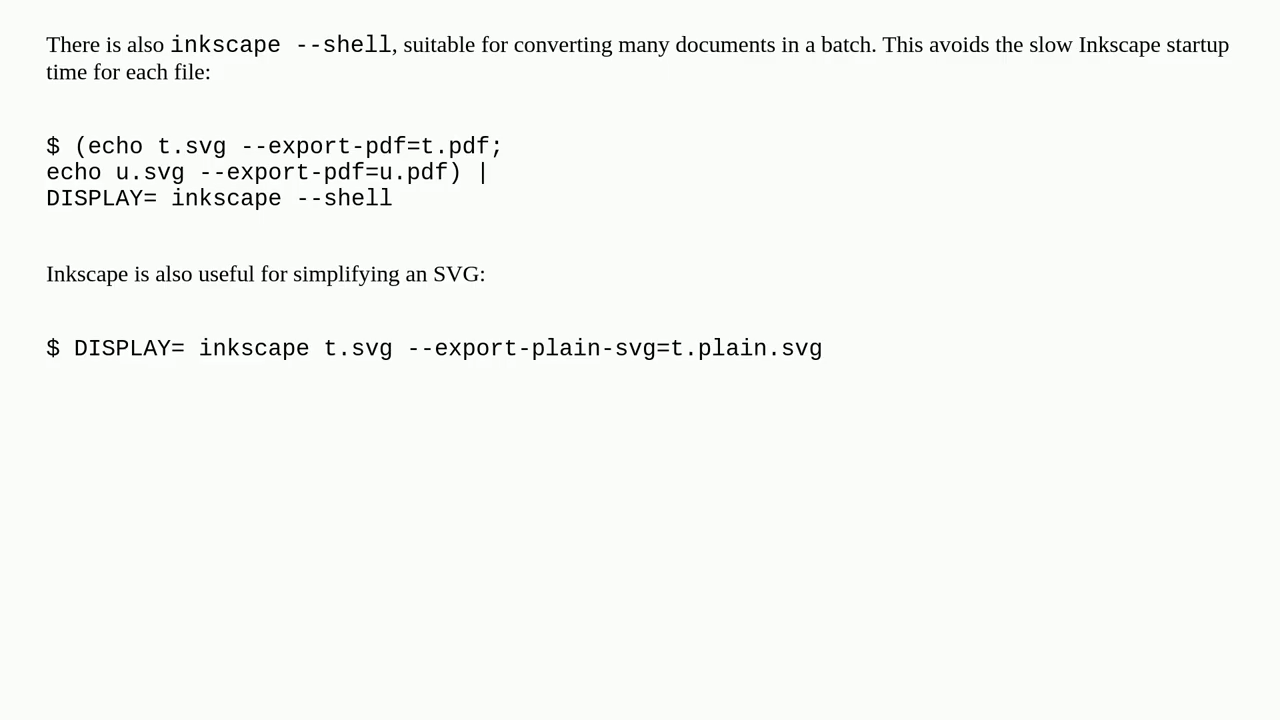 There is also inkscape --shell, suitable for converting many documents in a batch. This avoids the slow Inkscape startup
time for each file:
$ (echo t.svg --export-pdf=t.pdf;
echo u.svg --export-pdf=u.pdf) |
DISPLAY= inkscape --shell
Inkscape is also useful for simplifying an SVG:
$ DISPLAY= inkscape t.svg --export-plain-svg=t.plain.svg